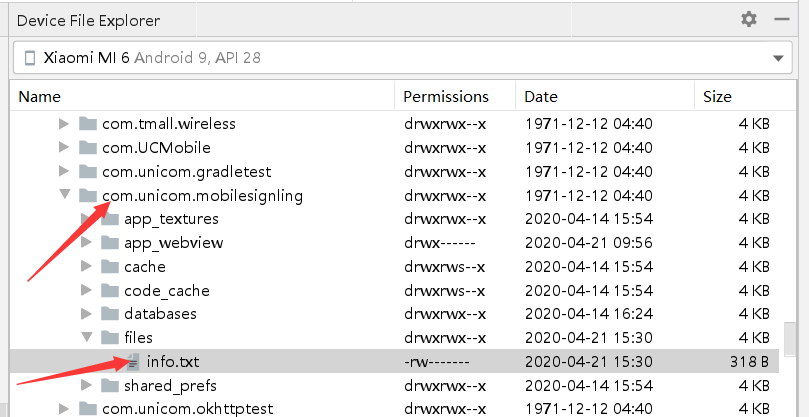 Device File Explorer
Xiaomi MI 6 Android 9, API 28
Name Permissions Date Size
com.tmall.wireless drwxrwx--x 1971-12-12 04:40 4 KB
com.UCMobile drwxrwx--x 1971-12-12 04:40 4 KB
com.unicom.gradletest drwxrwx--x 1971-12-12 04:40 4 KB
com.unicom.mobilesignling drwxrwx--x 1971-12-12 04:40 4 KB
app_textures drwxrwx--x 2020-04-14 15:54 4 KB
app_webview drwx------ 2020-04-21 09:56 4 KB
cache drwxrws--x 2020-04-14 15:54 4 KB
code_cache drwxrws--x 2020-04-14 15:54 4 KB
databases drwxrwx--x 2020-04-14 16:24 4 KB
files drwxrwx--x 2020-04-21 15:30 4 KB
info.txt -rw------- 2020-04-21 15:30 318 B
shared_prefs drwxrwx--x 2020-04-14 15:54 4 KB
com.unicom.okhttptest drwxrwx--x 1971-12-12 04:40 4 KB